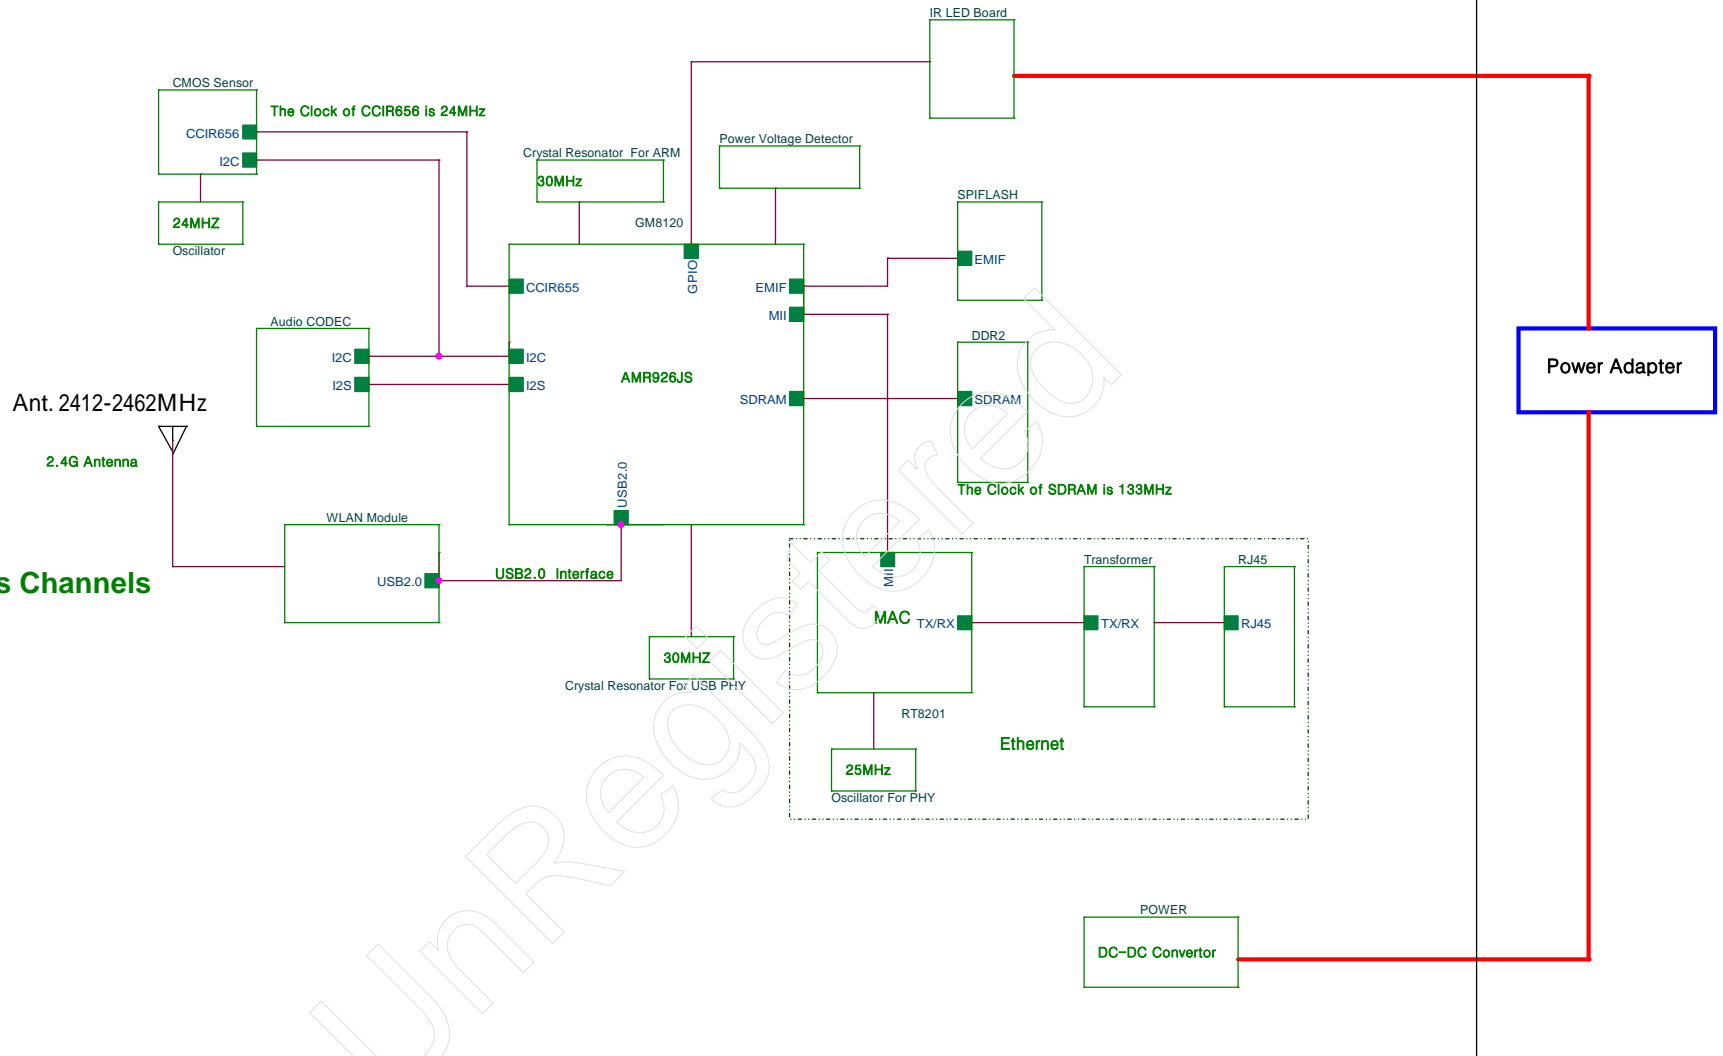 IR LED Board
CMOS Sensor
The Clock of CCIR656 is 24MHz
CCIR656
I2C
24MHZ
Oscillator
Crystal Resonator For ARM
30MHz
Power Voltage Detector
GM8120
GPIO
SPIFLASH
EMIF
CCIR655
EMIF
MII
Audio CODEC
I2C
I2S
I2C
I2S
AMR926JS
SDRAM
DDR2
SDRAM
The Clock of SDRAM is 133MHz
Power Adapter
Ant. 2412-2462MHz
2.4G Antenna
USB2.0
WLAN Module
USB2.0
USB2.0 Interface
s Channels
30MHZ
Crystal Resonator For USB PHY
MII
MAC
TX/RX
RT8201
Transformer
TX/RX
RJ45
RJ45
Ethernet
25MHz
Oscillator For PHY
POWER
DC-DC Convertor
UnRegistered